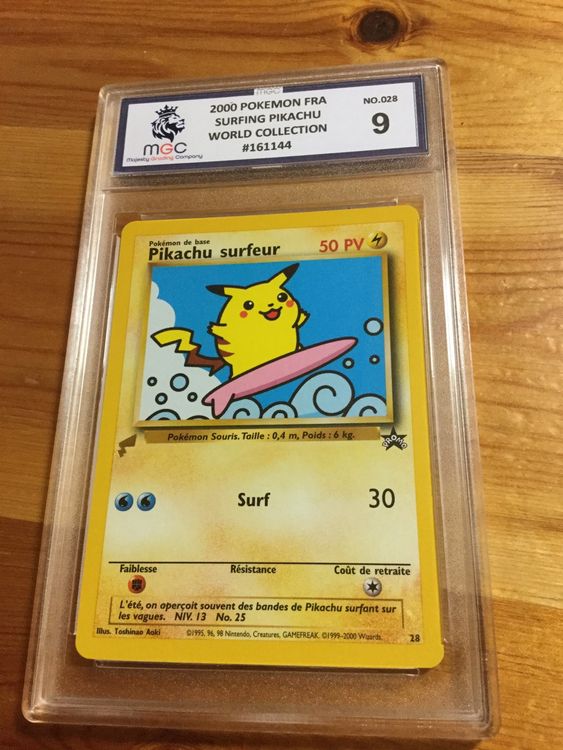 MGC
2000 POKEMON FRA
SURFING PIKACHU
WORLD COLLECTION
#161144
NO.028
9
MGC
Majesty Grading Company
Pokémon de base
Pikachu surfeur
50 PV
Pokémon Souris. Taille : 0,4 m, Poids : 6 kg.
PROMO
Surf
30
Faiblesse
Résistance
Coût de retraite
L'été, on aperçoit souvent des bandes de Pikachu surfant sur
les vagues. NIV. 13 No. 25
Illus. Toshinao Aoki
©1995, 96, 98 Nintendo, Creatures, GAMEFREAK. ©1999–2000 Wizards.
28